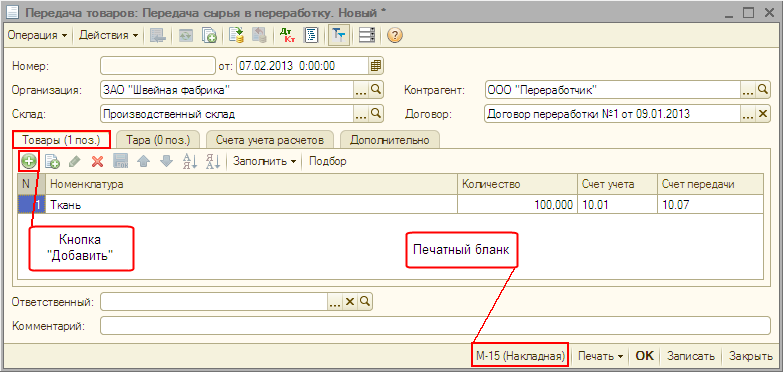 Передача товаров: Передача сырья в переработку. Новый *
Операция Действия Дт Кт Тт ?
Номер: от: 07.02.2013 0:00:00
Организация: ЗАО "Швейная фабрика" ... Контрагент: ООО "Переработчик" ...
Склад: Производственный склад ... Договор: Договор переработки №1 от 09.01.2013 ... X
Товары (1 поз.) Тара (0 поз.) Счета учета расчетов Дополнительно
Заполнить Подбор
N Номенклатура Количество Счет учета Счет передачи
1 Ткань 100,000 10.01 10.07
Кнопка
"Добавить"
Печатный бланк
Ответственный: ... X
Комментарий:
М-15 (Накладная) Печать OK Записать Закрыть